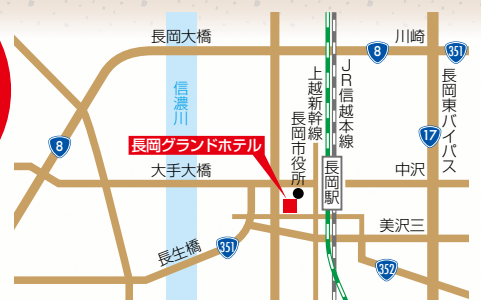 長岡大橋
川崎
8
351
信濃川
上越新幹線
JR信越本線
長岡東バイパス
長岡市役所
17
8
長岡グランドホテル
大手大橋
長岡駅
中沢
美沢三
長生橋
351
352